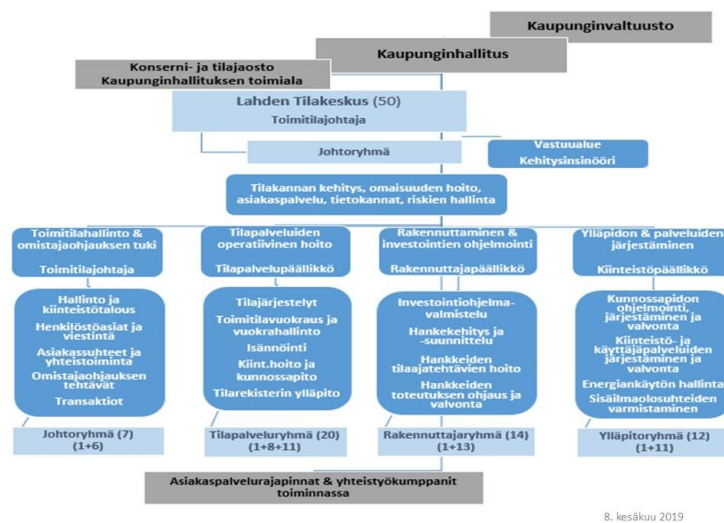 Kaupunginvaltuusto
Kaupunginhallitus
Konserni- ja tilajaosto
Kaupunginhallituksen toimiala
Lahden Tilakeskus (50)
Toimitilajohtaja
Johtoryhmä
Vastuualue
Kehitysinsinööri
Tilakannan kehitys, omaisuuden hoito,
asiakaspalvelu, tietokannat, riskien hallinta
Toimitilahallinto &
omistajaohjauksen tuki
Toimitilajohtaja
Hallinto ja
kiinteistötalous
Henkilöstöasiat ja
viestintä
Asiakassuhteet ja
yhteistoiminta
Omistajaohjauksen
tehtävät
Transaktiot
Johtoryhmä (7)
(1+6)
Tilapalveluiden
operatiivinen hoito
Tilapalvelupäällikkö
Tilajärjestelyt
Toimitilavuokraus ja
vuokrahallinto
Isännöinti
Kiint.hoito ja
kunnossapito
Tilarekisterin ylläpito
Tilapalveluryhmä (20)
(1+8+11)
Rakennuttaminen &
investointien ohjelmointi
Rakennuttajapäällikkö
Investointiohjelma-
valmistelu
Hankekehitys ja
-suunnittelu
Hankkeiden
tilaajatehtävien hoito
Hankkeiden
toteutuksen ohjaus ja
valvonta
Rakennuttajaryhmä (14)
(1+13)
Ylläpidon & palveluiden
järjestäminen
Kiinteistöpäällikkö
Kunnossapidon
ohjelmointi,
järjestäminen ja
valvonta
Kiinteistö- ja
käyttäjäpalveluiden
järjestäminen ja
valvonta
Energiankäytön hallinta
Sisäilmaolosuhteiden
varmistaminen
Ylläpitoryhmä (12)
(1+11)
Asiakaspalvelurajapinnat & yhteistyökumppanit
toiminnassa
8. kesäkuu 2019